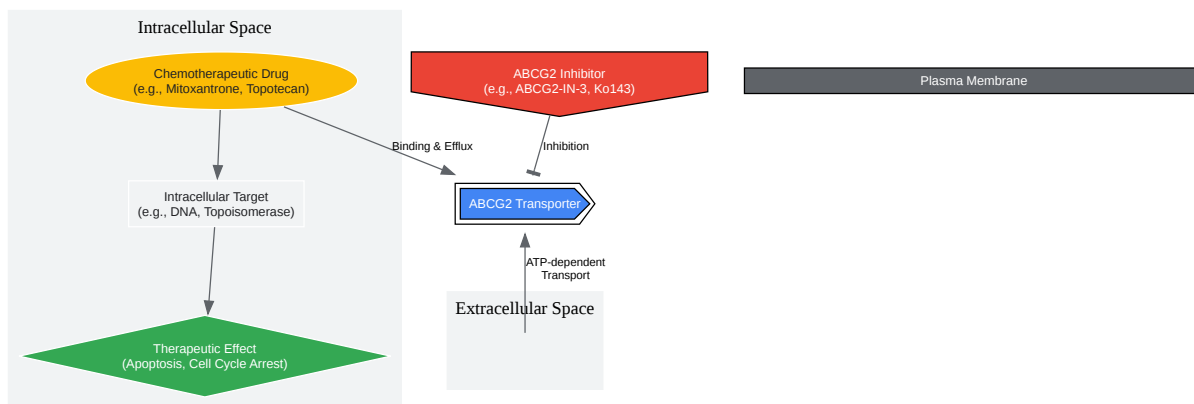 Intracellular Space
Chemotherapeutic Drug
(e.g., Mitoxantrone, Topotecan)
ABCG2 Inhibitor
(e.g., ABCG2-IN-3, Ko143)
Plasma Membrane
Binding & Efflux
Inhibition
Intracellular Target
(e.g., DNA, Topoisomerase)
ABCG2 Transporter
ATP-dependent
Transport
Extracellular Space
Therapeutic Effect
(Apoptosis, Cell Cycle Arrest)